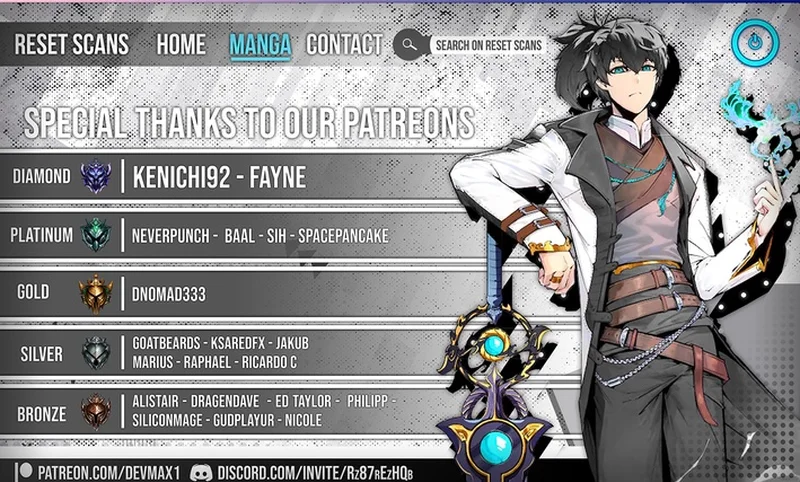 RESET SCANS HOME MANGA CONTACT SEARCH ON RESET SCANS
SPECIAL THANKS TO OUR PATREONS
DIAMOND KENICHI92 - FAYNE
PLATINUM NEVERPUNCH - BAAL - SIH - SPACEPANCAKE
GOLD DNOMAD333
SILVER GOATBEARDS - KSAREDFX - JAKUB
MARIUS - RAPHAEL - RICARDO C
BRONZE ALISTAIR - DRAGENDAVE - ED TAYLOR - PHILIPP -
SILICONMAGE - GUDPLAYUR - NICOLE
PATREON.COM/DEVMAX1 DISCORD.COM/INVITE/RZ87REZHQB